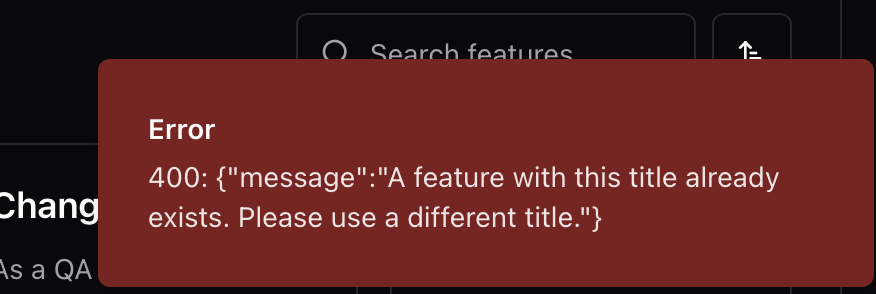 Search features
Error
400: {"message":"A feature with this title already
exists. Please use a different title."}
Chang
As a QA